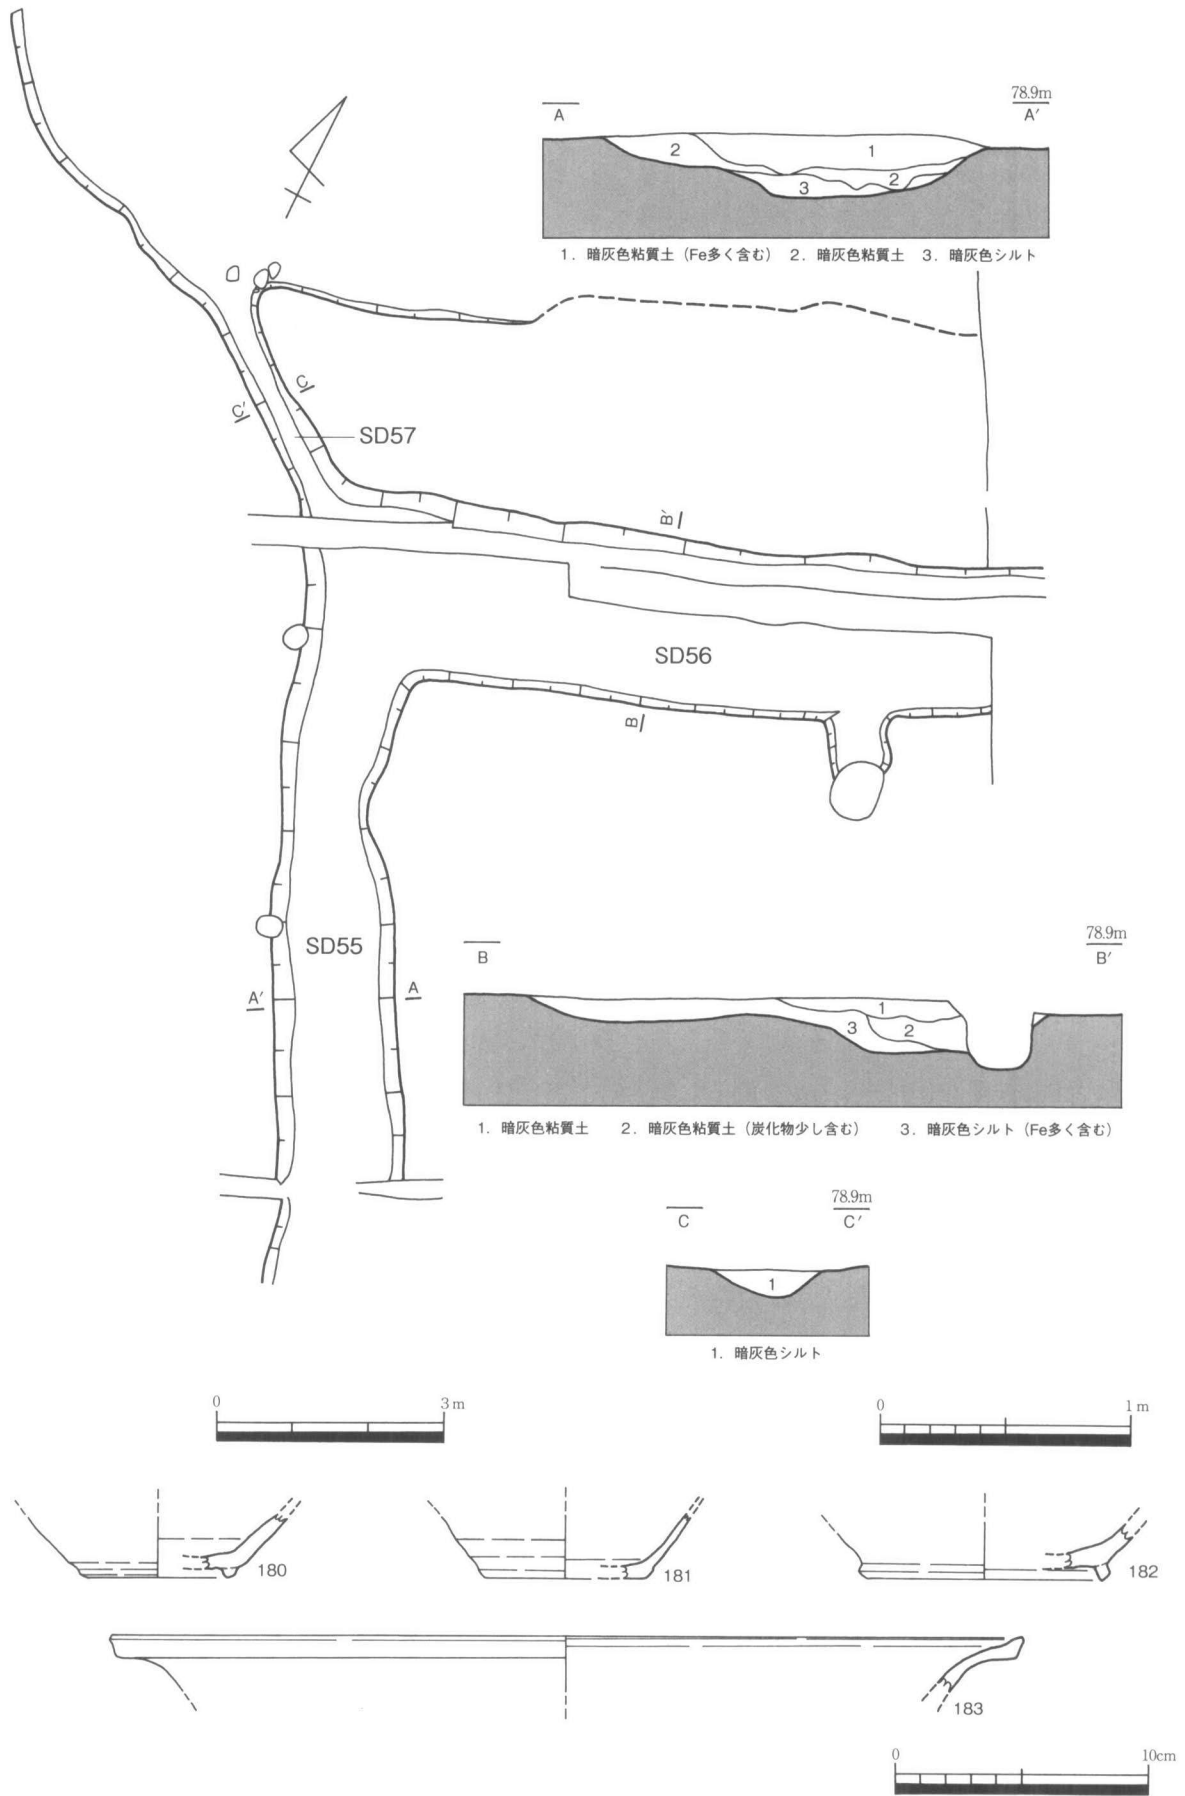 78.9m
A A′
2 1
3 2
1. 暗灰色粘質土（Fe多く含む） 2. 暗灰色粘質土 3. 暗灰色シルト
C
C′
SD57
B′
SD56
B
SD55
A′ A
78.9m
B B′
1
3 2
1. 暗灰色粘質土 2. 暗灰色粘質土（炭化物少し含む） 3. 暗灰色シルト（Fe多く含む）
78.9m
C C′
1
1. 暗灰色シルト
0 3m
0 1m
180
181
182
183
0 10cm